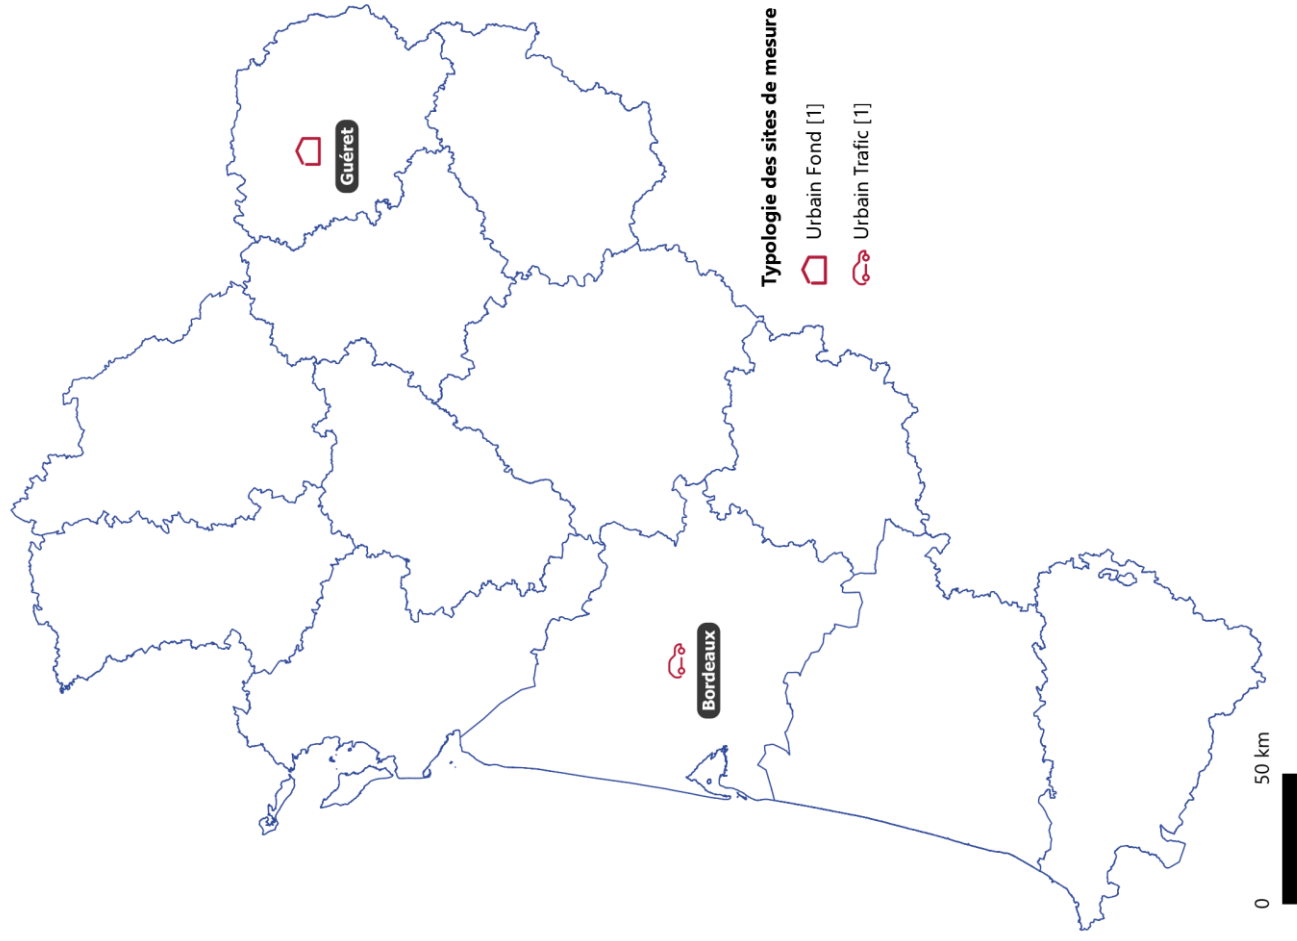 Guéret
Bordeaux
Typologie des sites de mesure
Urbain Fond [1]
Urbain Trafic [1]
0 50 km